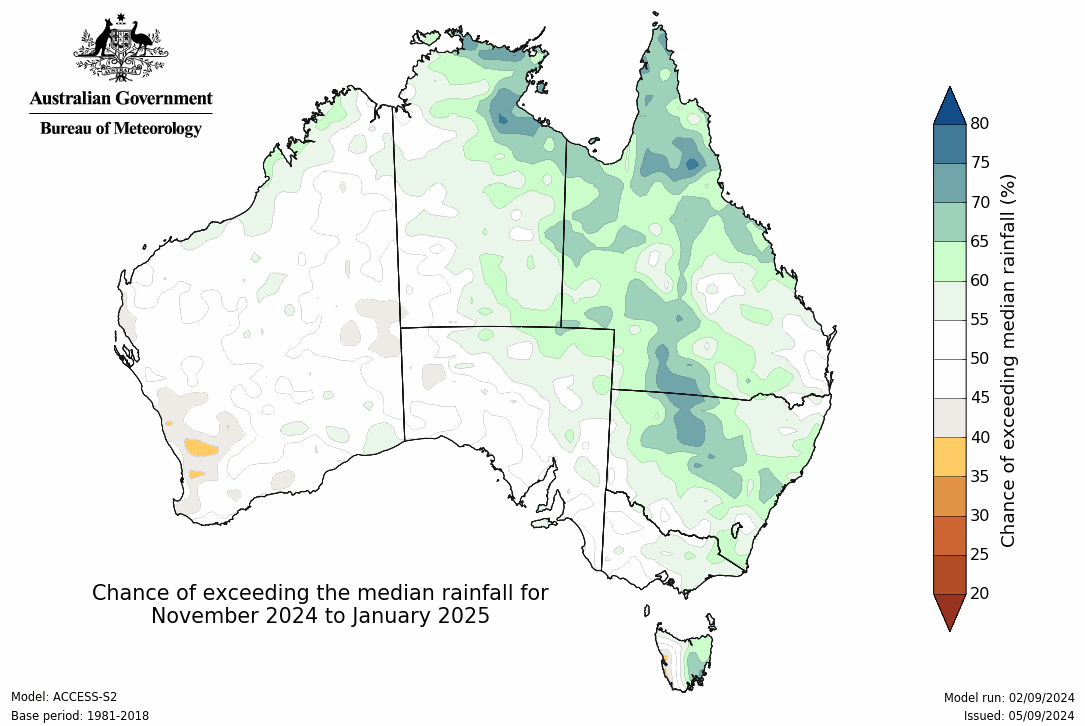 Australian Government
Bureau of Meteorology
80
75
70
65
60
55
50
45
40
35
30
25
20
Chance of exceeding median rainfall (%)
Chance of exceeding the median rainfall for
November 2024 to January 2025
Model: ACCESS-S2
Base period: 1981-2018
Model run: 02/09/2024
Issued: 05/09/2024